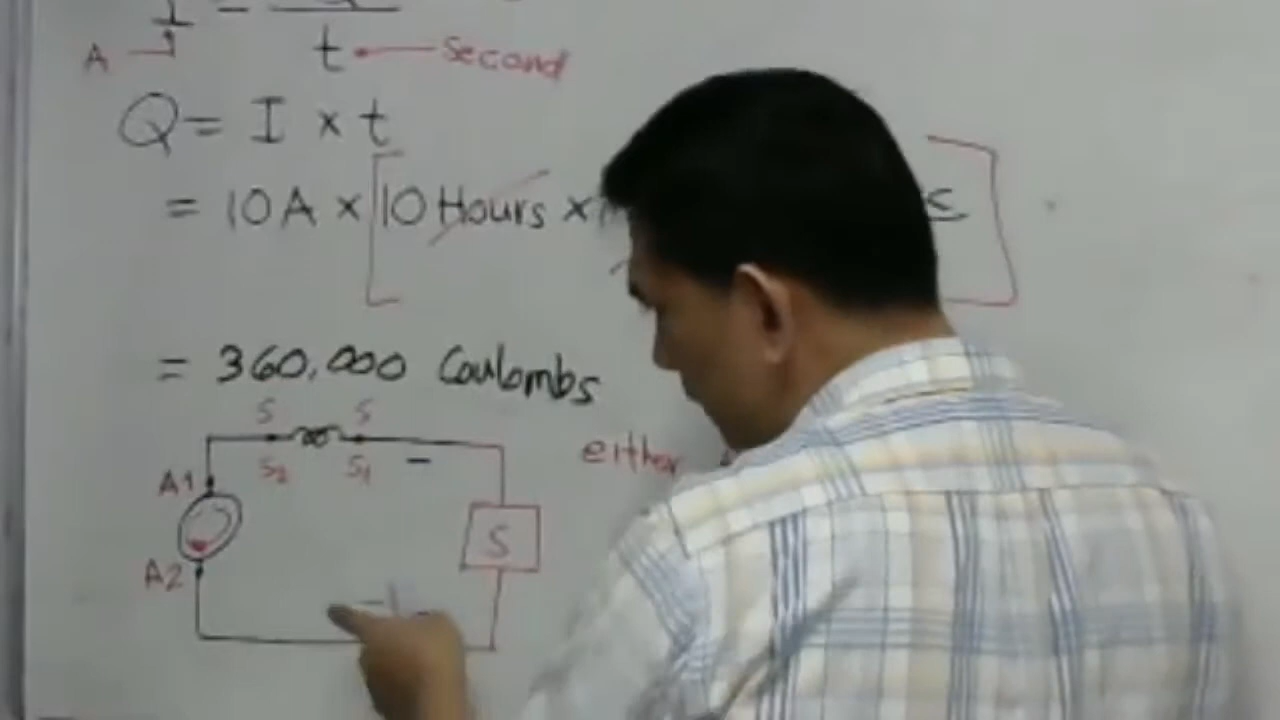 I =
A t Second
Q = I x t
= 10A x [10 Hours x
= 360,000 Coulombs
S S
S2 S1 -
either
A1
S
A2